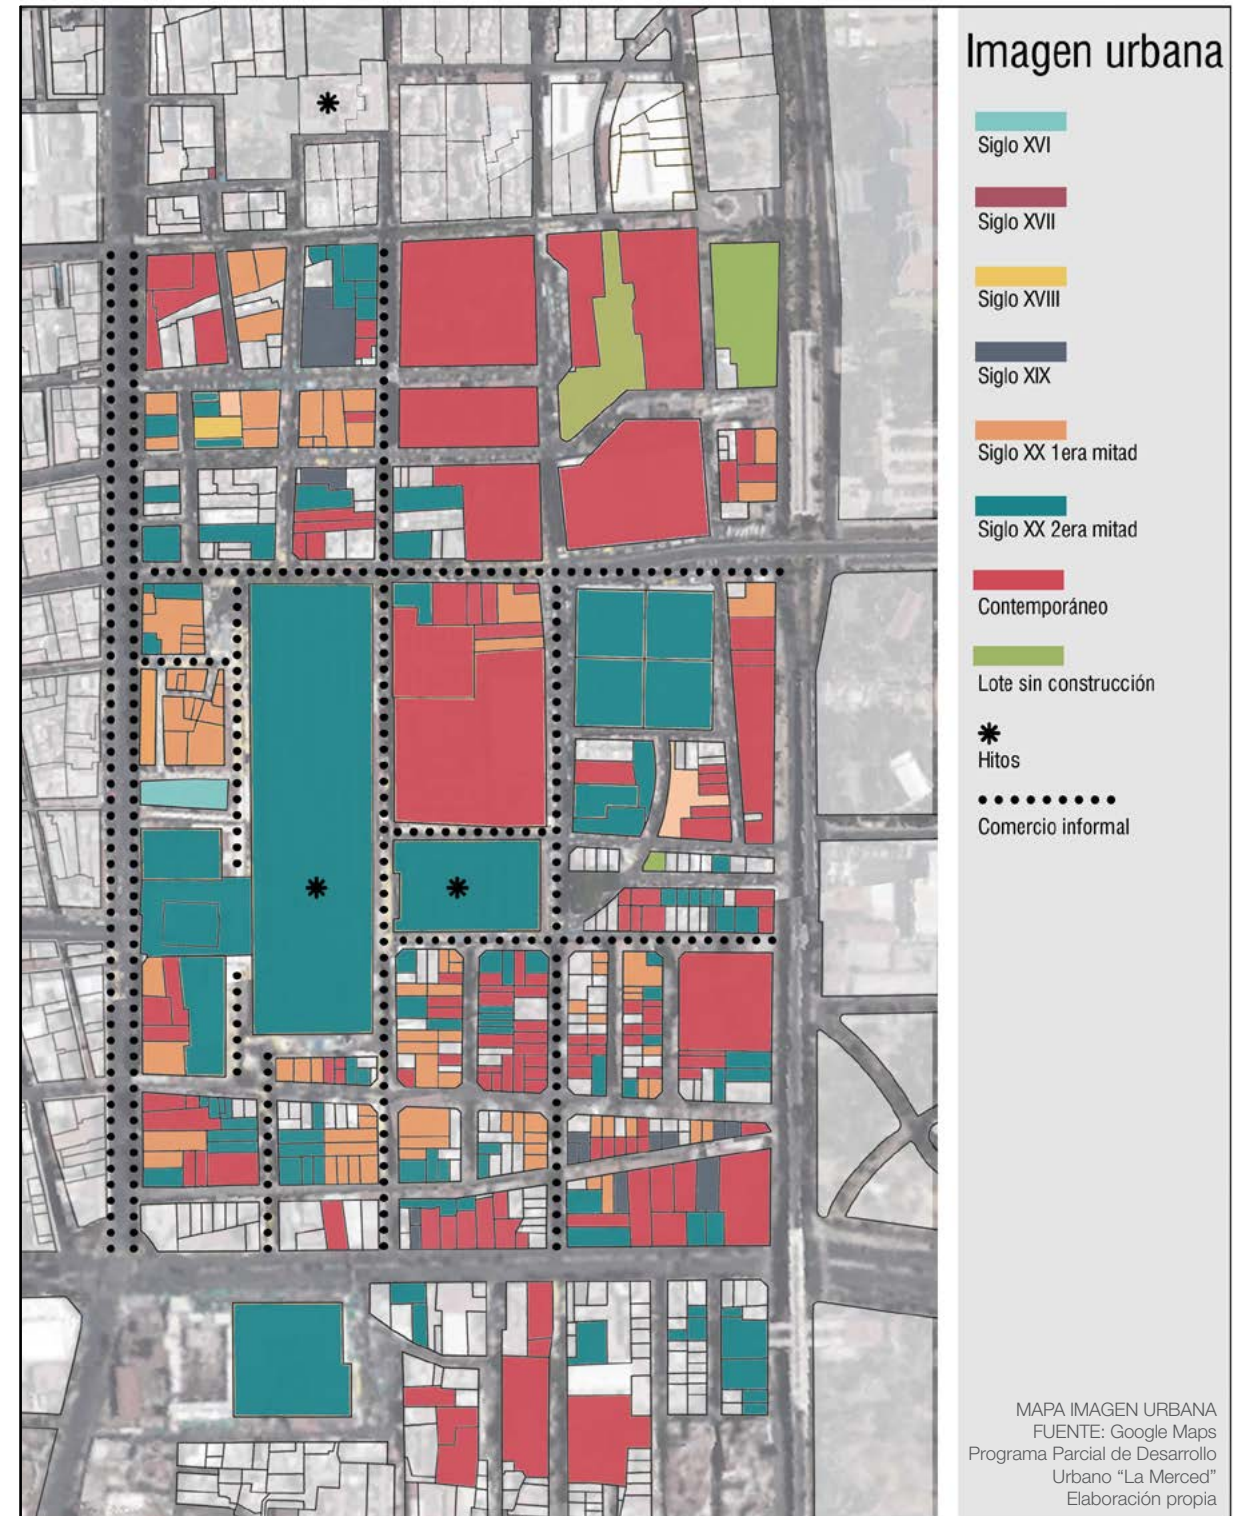 Imagen urbana
Siglo XVI
Siglo XVII
Siglo XVIII
Siglo XIX
Siglo XX 1era mitad
Siglo XX 2era mitad
Contemporáneo
Lote sin construcción
Hitos
Comercio informal
MAPA IMAGEN URBANA
FUENTE: Google Maps
Programa Parcial de Desarrollo
Urbano “La Merced”
Elaboración propia